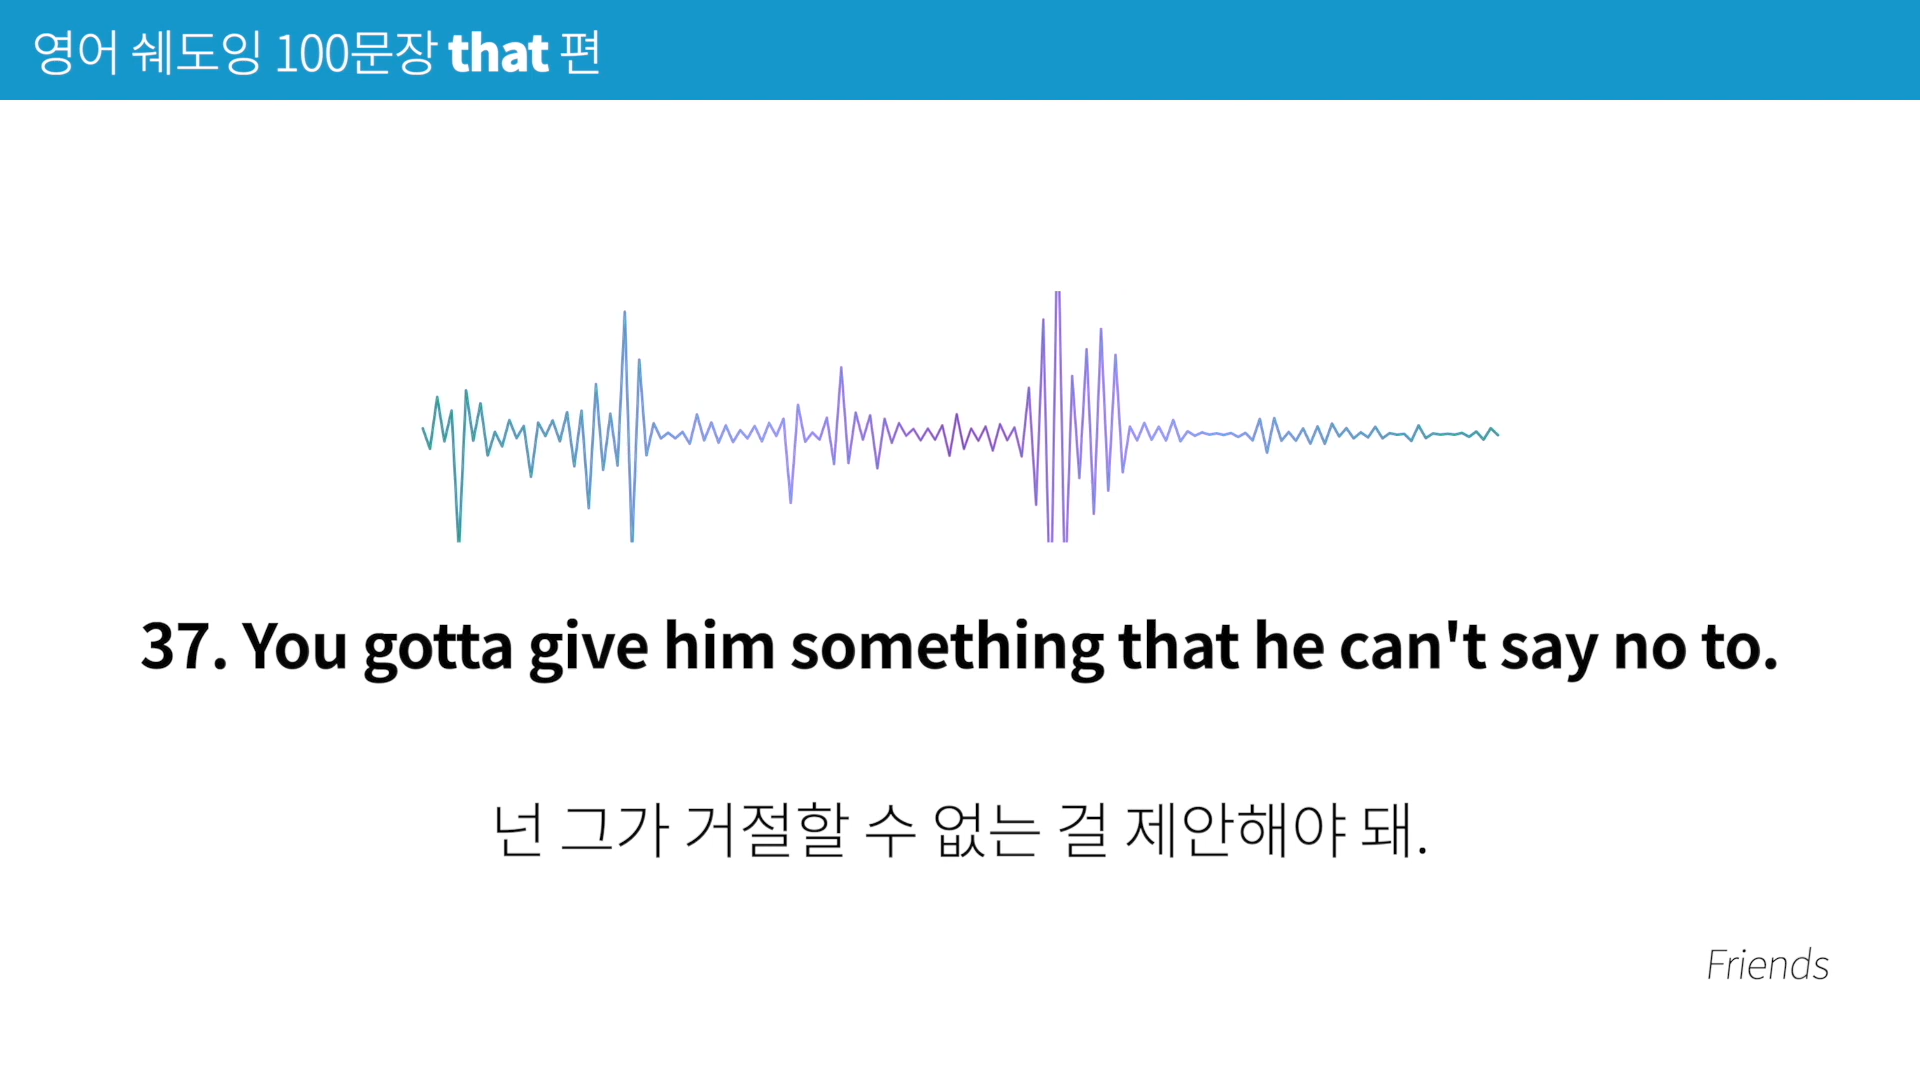 영어 쉐도잉 100문장 that 편
37. You gotta give him something that he can't say no to.
넌 그가 거절할 수 없는 걸 제안해야 돼.
Friends